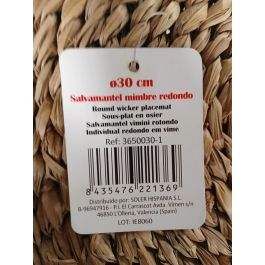 ø30 cm
Salvamantel mimbre redondo
Round wicker placemat
Sous-plat en osier
Salvamantel vimini rotondo
Individual redondo em vime
Ref: 3650030-1
8 435476 221369
Distribuido por: SOLER HISPANIA S.L.
B-96947916 - P.I. El Carrascot Avda. Vimen s/n
46850 L'Olleria, Valencia (Spain)
LOT: IE8060